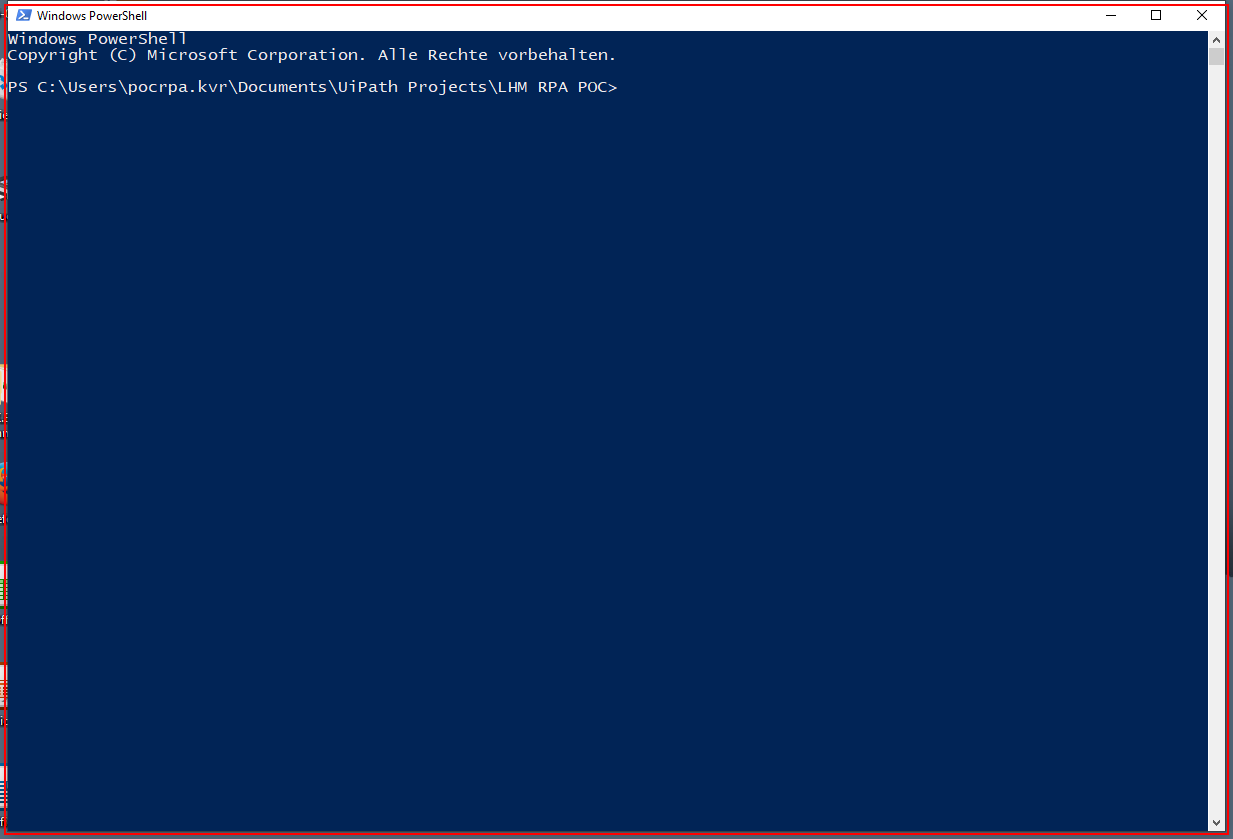 Windows PowerShell
Windows PowerShell
Copyright (C) Microsoft Corporation. Alle Rechte vorbehalten.
PS C:\Users\pocrpa.kvr\Documents\UiPath Projects\LHM RPA POC>